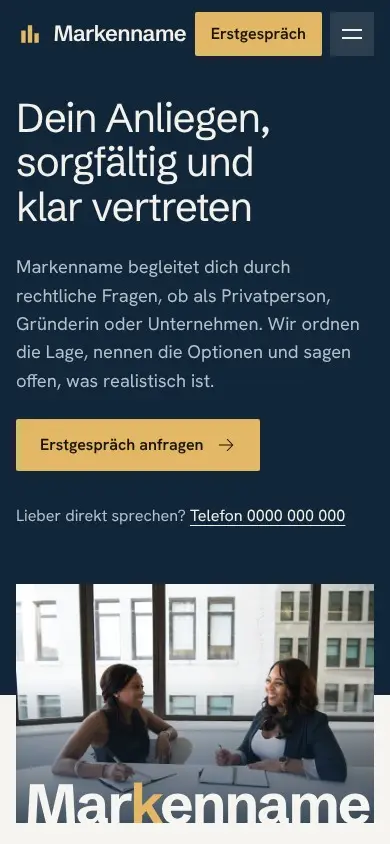 Markenname
Erstgespräch
Dein Anliegen,
sorgfältig und
klar vertreten
Markenname begleitet dich durch
rechtliche Fragen, ob als Privatperson,
Gründerin oder Unternehmen. Wir ordnen
die Lage, nennen die Optionen und sagen
offen, was realistisch ist.
Erstgespräch anfragen
Lieber direkt sprechen? Telefon 0000 000 000
Markenname